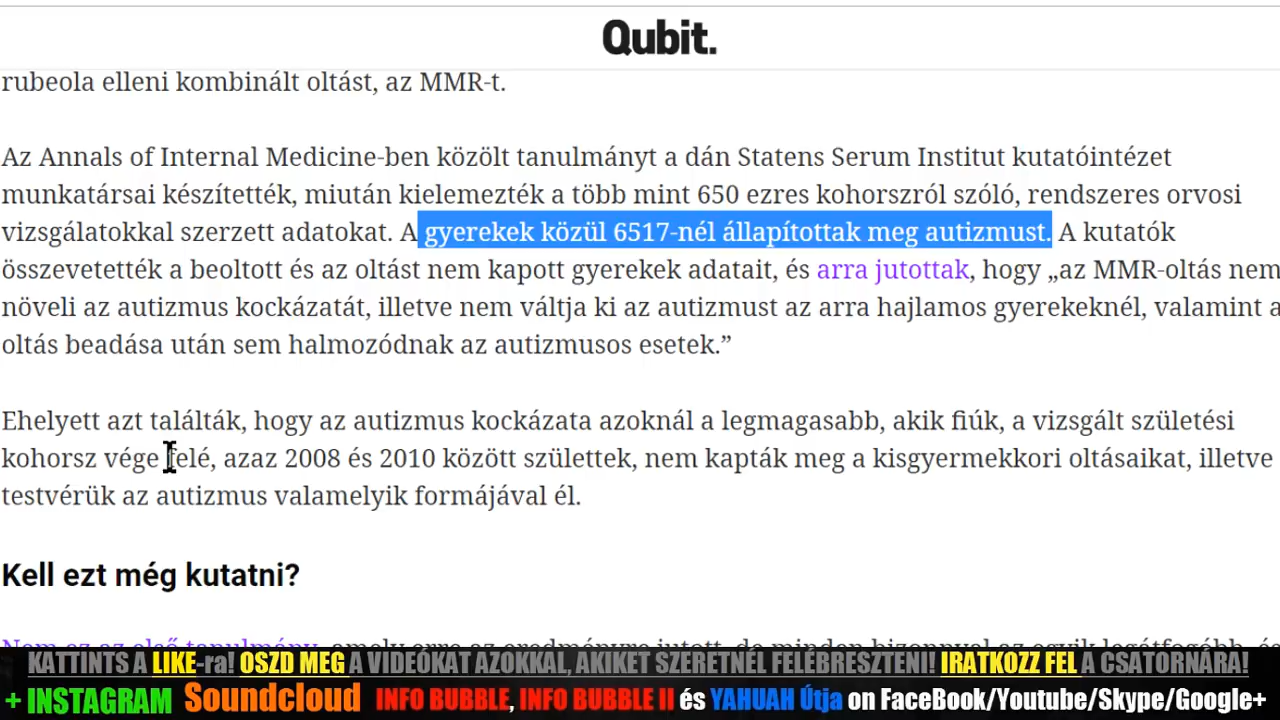 Qubit.
rubeola elleni kombinált oltást, az MMR-t.
Az Annals of Internal Medicine-ben közölt tanulmányt a dán Statens Serum Institut kutatóintézet
munkatársai készítették, miután kielemezték a több mint 650 ezres kohorszról szóló, rendszeres orvosi
vizsgálatokkal szerzett adatokat. A gyerekek közül 6517-nél állapítottak meg autizmust. A kutatók
összevetették a beoltott és az oltást nem kapott gyerekek adatait, és arra jutottak, hogy „az MMR-oltás nem
növeli az autizmus kockázatát, illetve nem váltja ki az autizmust az arra hajlamos gyerekeknél, valamint a
oltás beadása után sem halmozódnak az autizmusos esetek.”
Ehelyett azt találták, hogy az autizmus kockázata azoknál a legmagasabb, akik fiúk, a vizsgált születési
kohorsz vége felé, azaz 2008 és 2010 között születtek, nem kapták meg a kisgyermekkori oltásaikat, illetve
testvérük az autizmus valamelyik formájával él.
Kell ezt még kutatni?
KATTINTS A LIKE-ra! OSZD MEG A VIDEÓKAT AZOKKAL, AKIKET SZERETNÉL FELÉBRESZTENI! IRATKOZZ FEL A CSATORNÁRA!
+ INSTAGRAM Soundcloud INFO BUBBLE, INFO BUBBLE II és YAHUAH Útja on FaceBook/Youtube/Skype/Google+